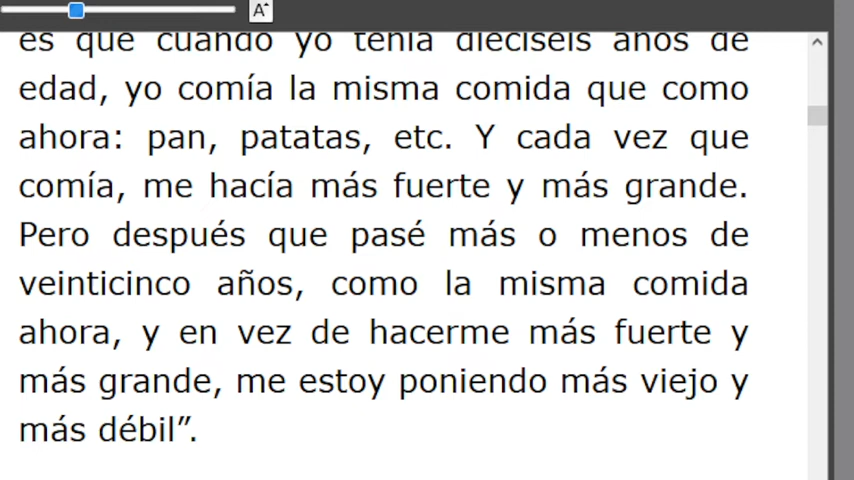 A
es que cuando yo tenía dieciséis años de
edad, yo comía la misma comida que como
ahora: pan, patatas, etc. Y cada vez que
comía, me hacía más fuerte y más grande.
Pero después que pasé más o menos de
veinticinco años, como la misma comida
ahora, y en vez de hacerme más fuerte y
más grande, me estoy poniendo más viejo y
más débil”.